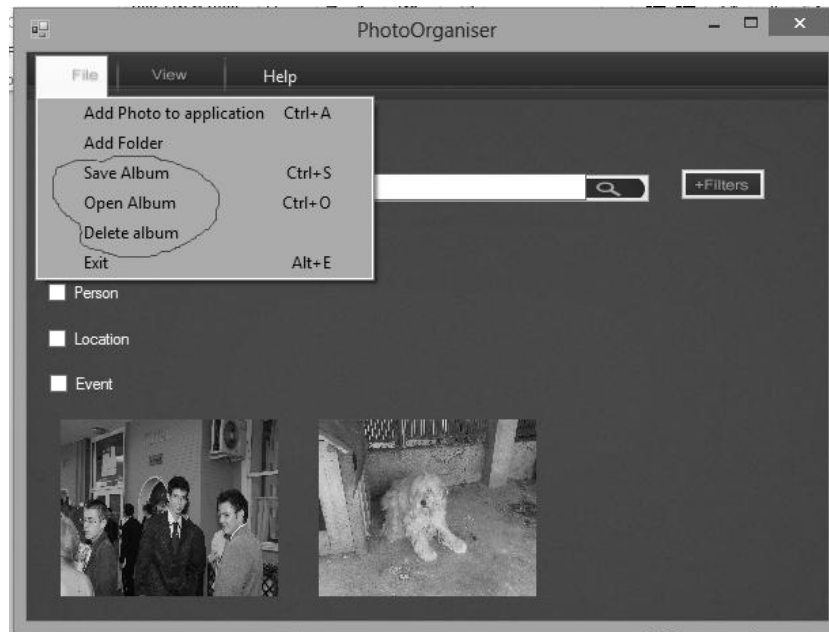 PhotoOrganiser
File View Help
Add Photo to application Ctrl+A
Add Folder
Save Album Ctrl+S
Open Album Ctrl+O
Delete album
Exit Alt+E
+Filters
Person
Location
Event